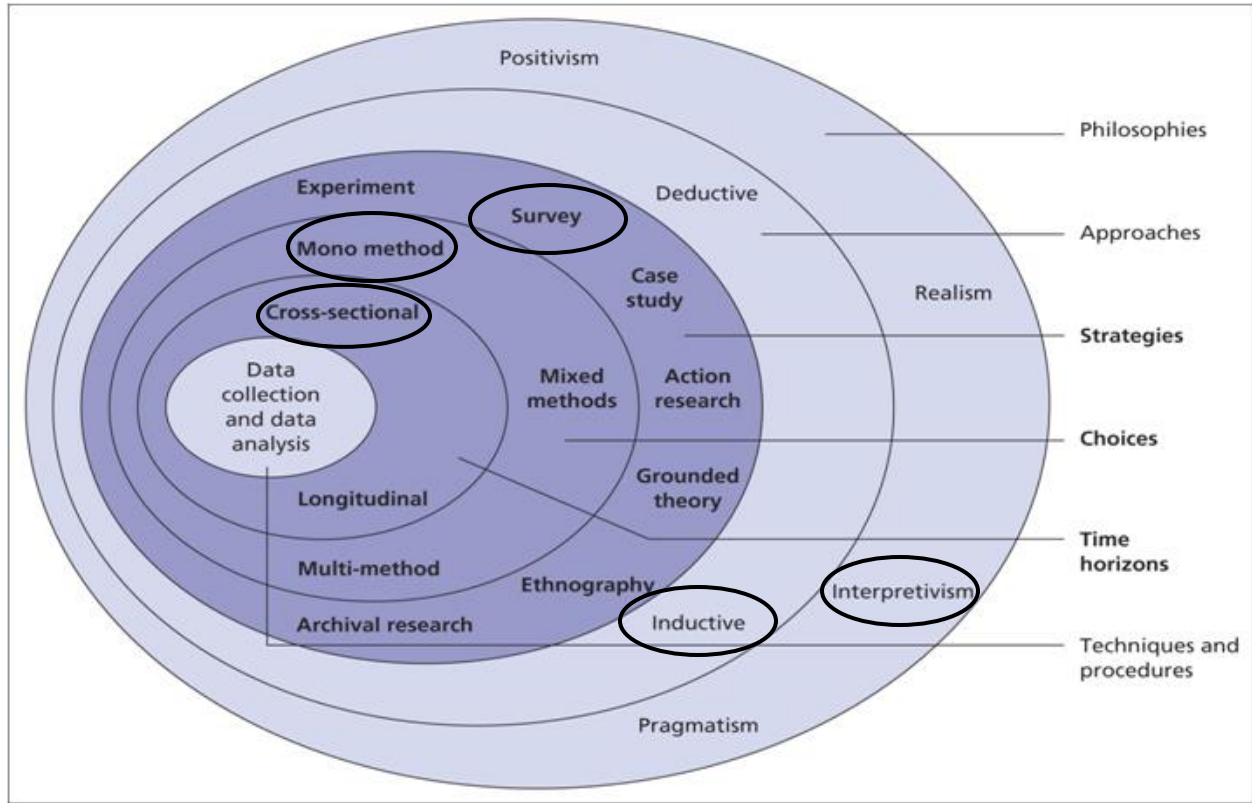 Positivism
Philosophies
Experiment
Deductive
Survey
Approaches
Mono method
Case
study
Realism
Cross-sectional
Strategies
Data
collection
and data
analysis
Mixed
methods
Action
research
Choices
Grounded
theory
Longitudinal
Time
horizons
Multi-method
Ethnography
Interpretivism
Archival research
Inductive
Techniques and
procedures
Pragmatism